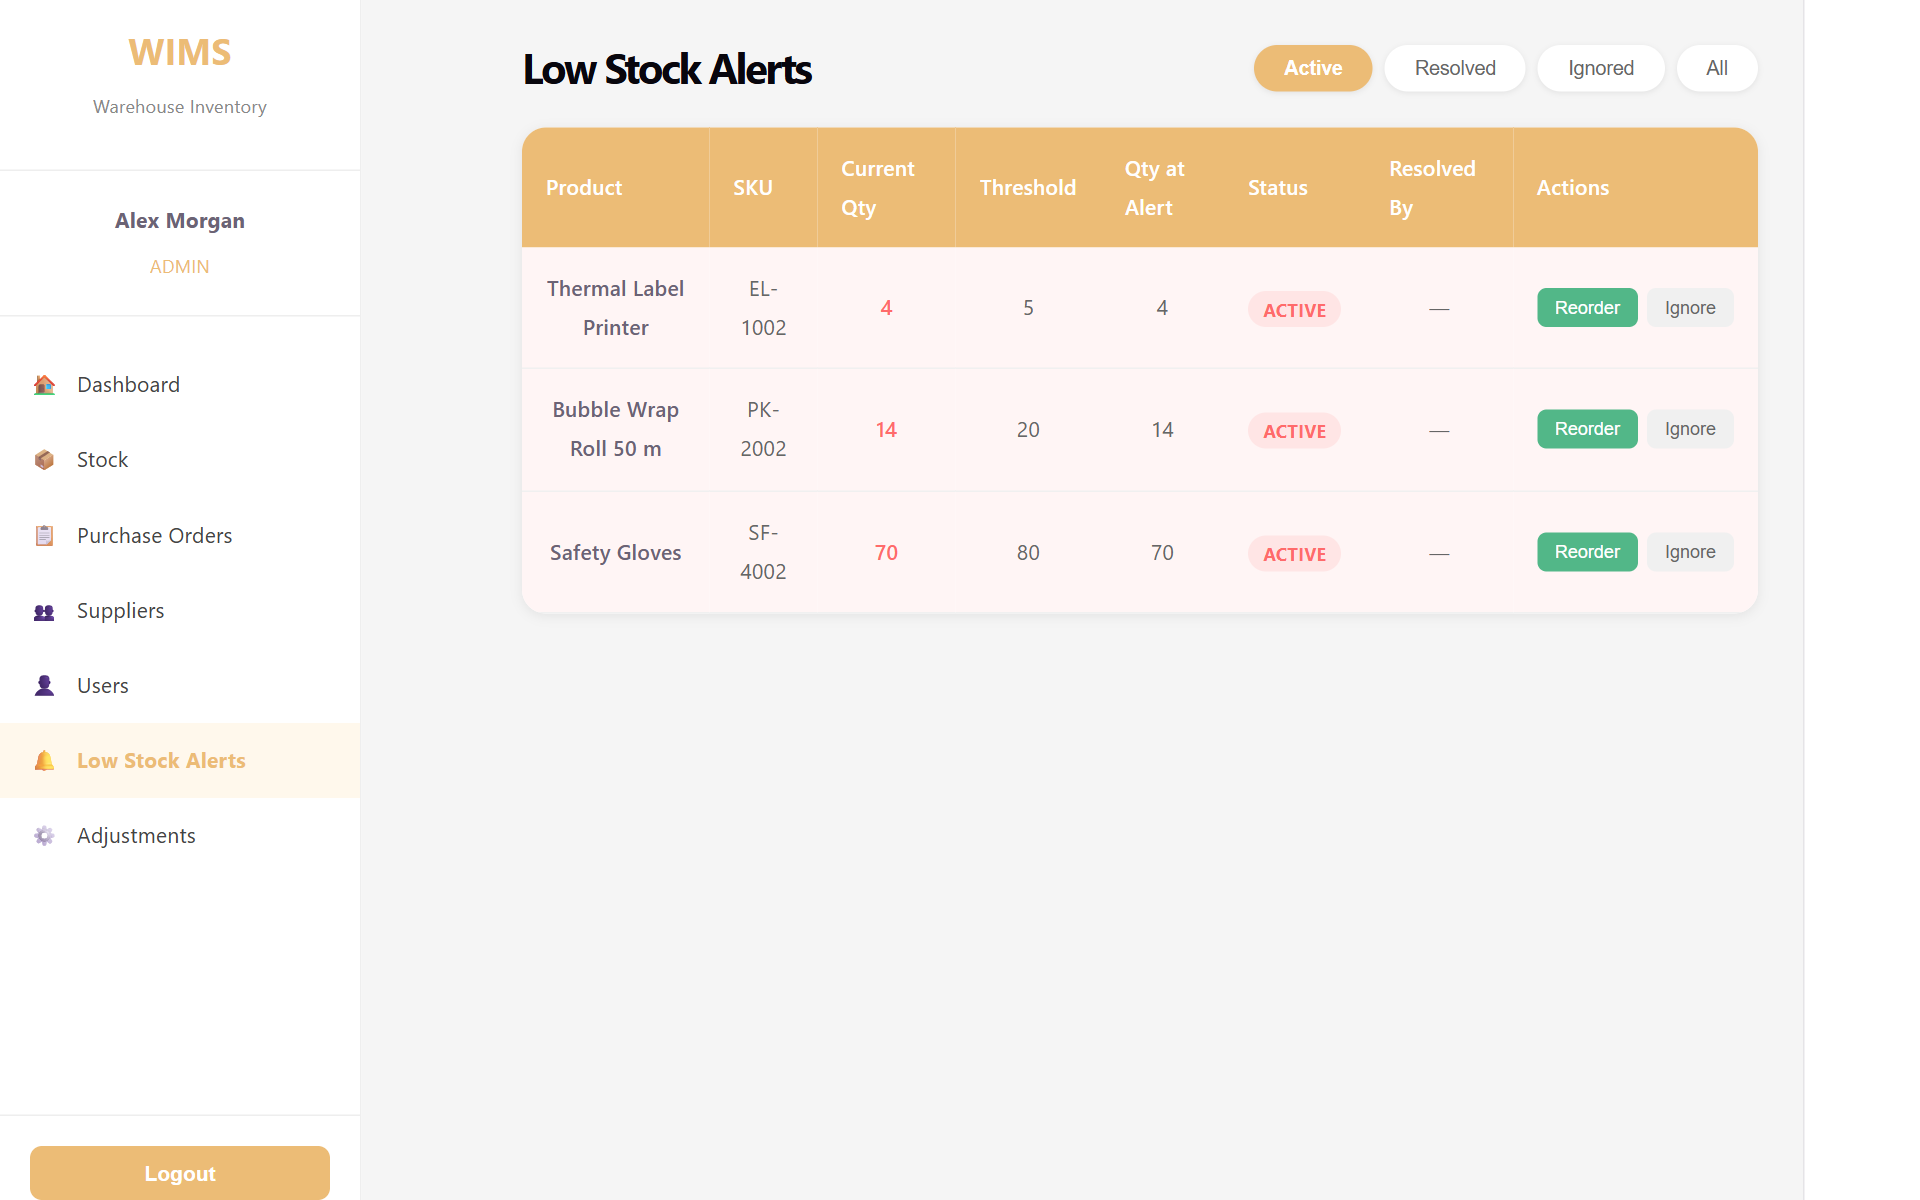 WIMS
Warehouse Inventory
Alex Morgan
ADMIN
Dashboard
Stock
Purchase Orders
Suppliers
Users
Low Stock Alerts
Adjustments
Logout
Low Stock Alerts
Active Resolved Ignored All
Product SKU Current Qty Threshold Qty at Alert Status Resolved By Actions
Thermal Label Printer EL-1002 4 5 4 ACTIVE — Reorder Ignore
Bubble Wrap Roll 50 m PK-2002 14 20 14 ACTIVE — Reorder Ignore
Safety Gloves SF-4002 70 80 70 ACTIVE — Reorder Ignore